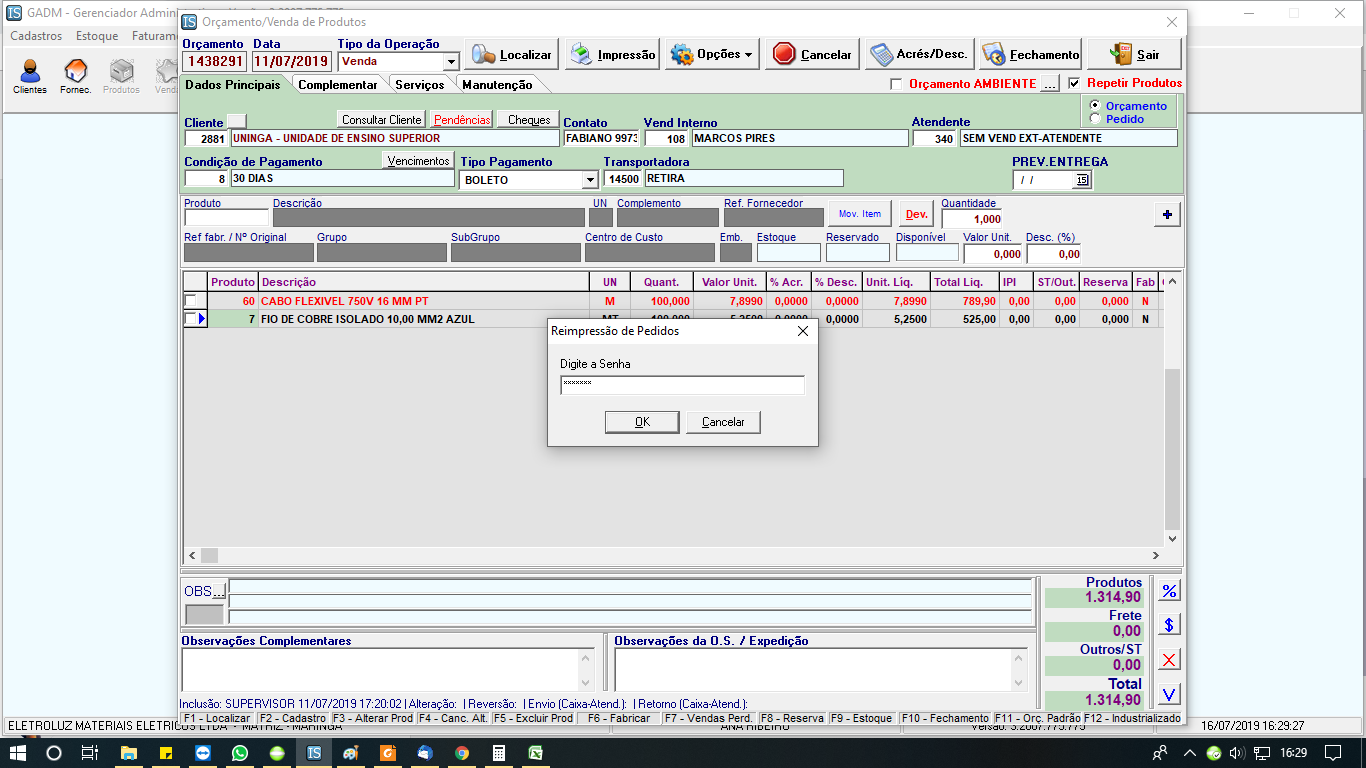 GADM - Gerenciador Admini
Cadastros Estoque Faturam
Clientes Fornec. Produtos Venda
Orçamento/Venda de Produtos
Orçamento Data Tipo da Operação
1438291 11/07/2019 Venda
Localizar Impressão Opções Cancelar Acrés/Desc. Fechamento Sair
Dados Principais Complementar Serviços Manutenção
Orçamento AMBIENTE ... Repetir Produtos
Orçamento
Pedido
Cliente Consultar Cliente Pendências Cheques Contato Vend Interno Atendente
2881 UNINGA - UNIDADE DE ENSINO SUPERIOR FABIANO 9973 108 MARCOS PIRES 340 SEM VEND EXT-ATENDENTE
Condição de Pagamento Vencimentos Tipo Pagamento Transportadora PREV.ENTREGA
8 30 DIAS BOLETO 14500 RETIRA / / 15
Produto Descrição UN Complemento Ref. Fornecedor Mov. Item Dev. Quantidade
1,000 +
Ref fabr. / Nº Original Grupo SubGrupo Centro de Custo Emb. Estoque Reservado Disponível Valor Unit. Desc. (%)
0,000 0,00
Produto Descrição UN Quant. Valor Unit. % Acr. % Desc. Unit. Líq. Total Liq. IPI ST/Out. Reserva Fab
60 CABO FLEXIVEL 750V 16 MM PT M 100,000 7,8990 0,0000 0,0000 7,8990 789,90 0,00 0,00 0,000 N
7 FIO DE COBRE ISOLADO 10,00 MM2 AZUL MT 100,000 5,2500 0,0000 0,0000 5,2500 525,00 0,00 0,00 0,000 N
Reimpressão de Pedidos
Digite a Senha
×××××××
OK Cancelar
OBS...
Produtos
1.314,90
Frete
0,00
Outros/ST
0,00
Total
1.314,90
%
$
X
V
Observações Complementares Observações da O.S. / Expedição
Inclusão: SUPERVISOR 11/07/2019 17:20:02 | Alteração: | Reversão: | Envio (Caixa-Atend.): | Retorno (Caixa-Atend.):
F1 - Localizar F2 - Cadastro F3 - Alterar Prod F4 - Canc. Alt. F5 - Excluir Prod F6 - Fabricar F7 - Vendas Perd. F8 - Reserva F9 - Estoque F10 - Fechamento F11 - Orç. Padrão F12 - Industrializado
ELETROLUZ MATERIAIS ELETRICOS LTDA - MATRIZ - MARINGA ANA RIBEIRO Versão: 3.2007.775.775 16/07/2019 16:29:27
16:29